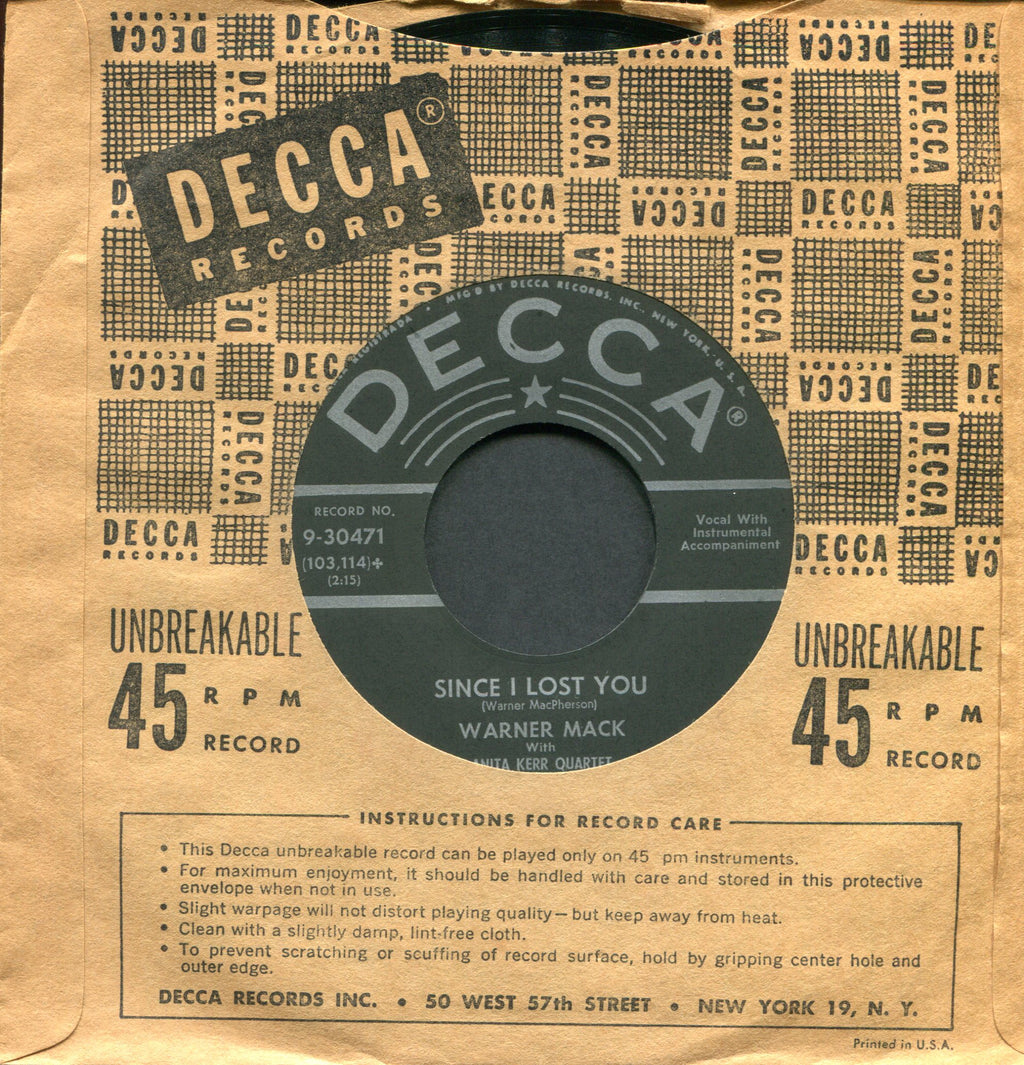 DECCA®
RECORDS
REGISTRADA • MFG'D BY DECCA RECORDS, INC., NEW YORK, U.S.A.
DECCA®
RECORD NO.
9-30471
(103,114)✤
(2:15)
Vocal With
Instrumental
Accompaniment
SINCE I LOST YOU
(Warner MacPherson)
WARNER MACK
With
ANITA KERR QUARTET
UNBREAKABLE
45 RPM
RECORD
UNBREAKABLE
45 RPM
RECORD
INSTRUCTIONS FOR RECORD CARE
• This Decca unbreakable record can be played only on 45 pm instruments.
• For maximum enjoyment, it should be handled with care and stored in this protective
envelope when not in use.
• Slight warpage will not distort playing quality—but keep away from heat.
• Clean with a slightly damp, lint-free cloth.
• To prevent scratching or scuffing of record surface, hold by gripping center hole and
outer edge.
DECCA RECORDS INC. • 50 WEST 57th STREET • NEW YORK 19, N. Y.
Printed in U.S.A.